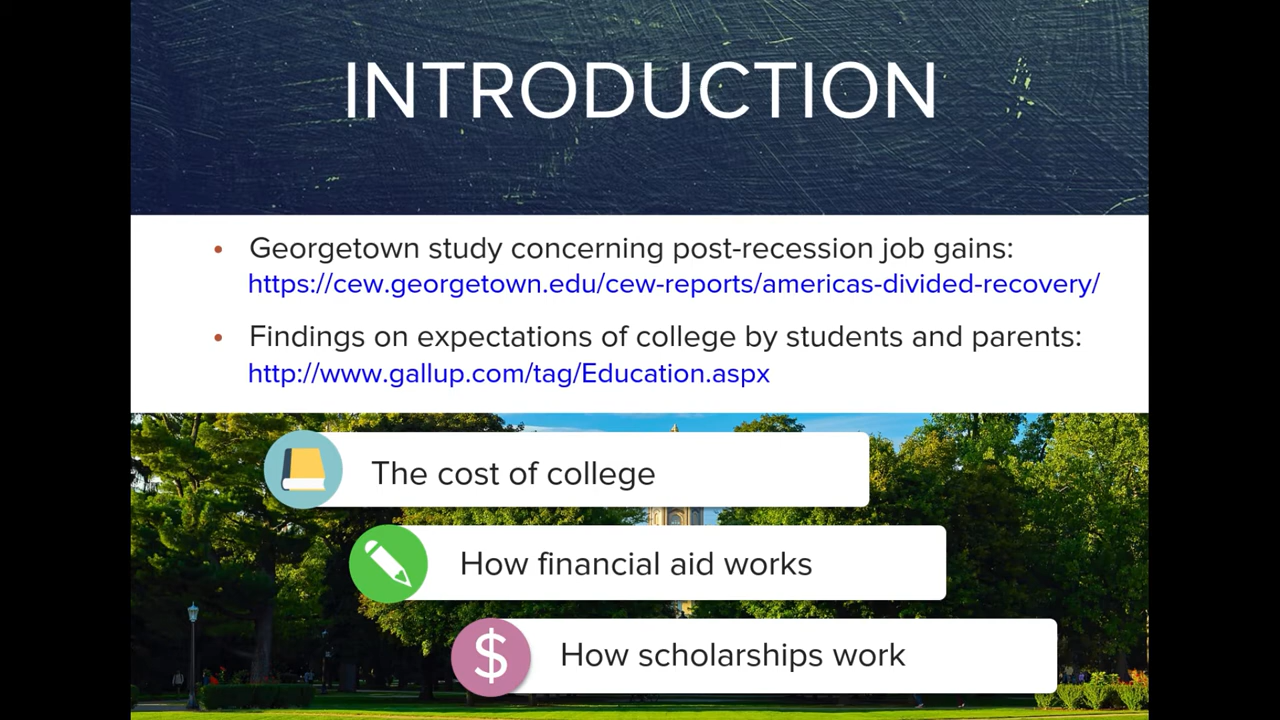 INTRODUCTION
• Georgetown study concerning post-recession job gains:
https://cew.georgetown.edu/cew-reports/americas-divided-recovery/
• Findings on expectations of college by students and parents:
http://www.gallup.com/tag/Education.aspx
The cost of college
How financial aid works
$ How scholarships work